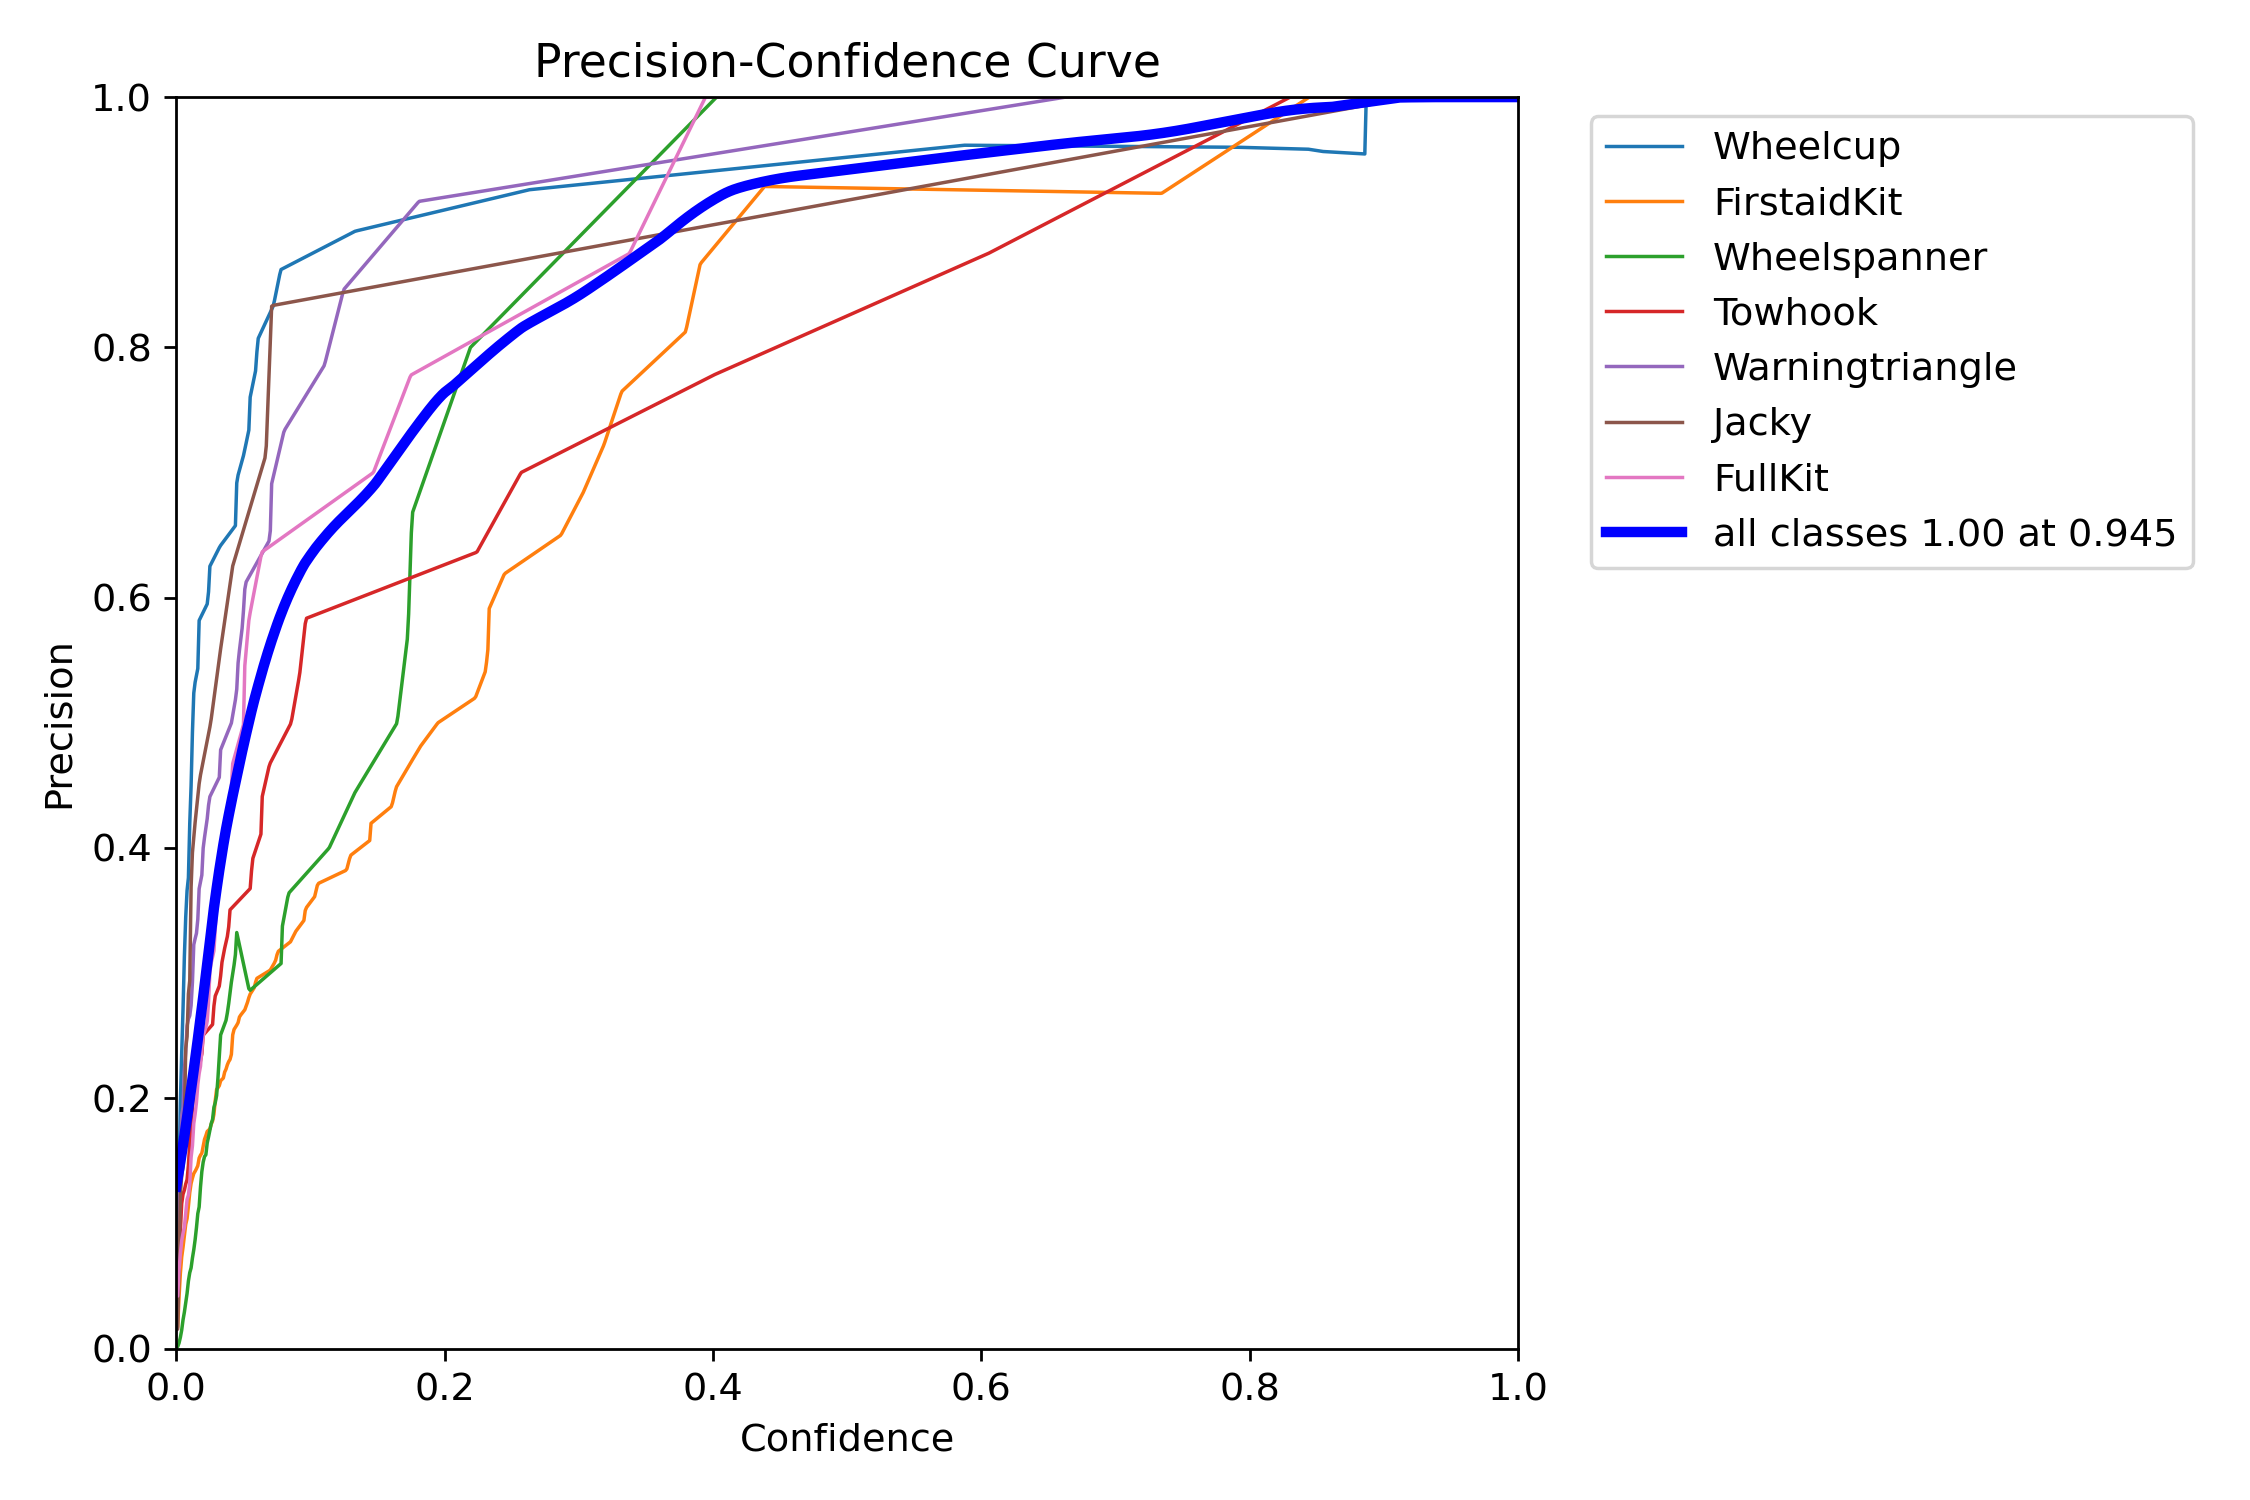 Precision-Confidence Curve
1.0
0.8
0.6
0.4
0.2
0.0
Precision
0.0 0.2 0.4 0.6 0.8 1.0
Confidence
Wheelcup
FirstaidKit
Wheelspanner
Towhook
Warningtriangle
Jacky
FullKit
all classes 1.00 at 0.945